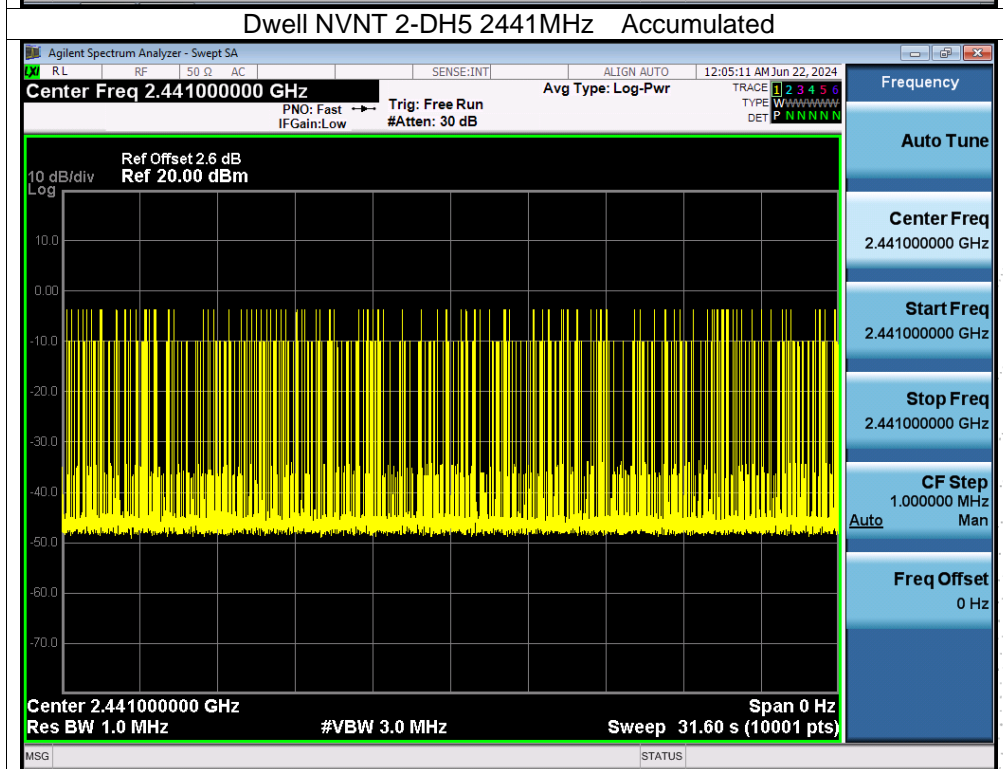 Dwell NVNT 2-DH5 2441MHz Accumulated
Agilent Spectrum Analyzer - Swept SA
LXI RL RF 50 Ω AC SENSE:INT ALIGN AUTO 12:05:11 AM Jun 22, 2024
Center Freq 2.441000000 GHz
PNO: Fast
IFGain:Low
Trig: Free Run
#Atten: 30 dB
Avg Type: Log-Pwr
TRACE 1 2 3 4 5 6
TYPE WWWWWWW
DET P N N N N N
Ref Offset 2.6 dB
10 dB/div Ref 20.00 dBm
Log
10.0
0.00
-10.0
-20.0
-30.0
-40.0
-50.0
-60.0
-70.0
Center 2.441000000 GHz Span 0 Hz
Res BW 1.0 MHz #VBW 3.0 MHz Sweep 31.60 s (10001 pts)
MSG STATUS
Frequency
Auto Tune
Center Freq
2.441000000 GHz
Start Freq
2.441000000 GHz
Stop Freq
2.441000000 GHz
CF Step
1.000000 MHz
Auto Man
Freq Offset
0 Hz